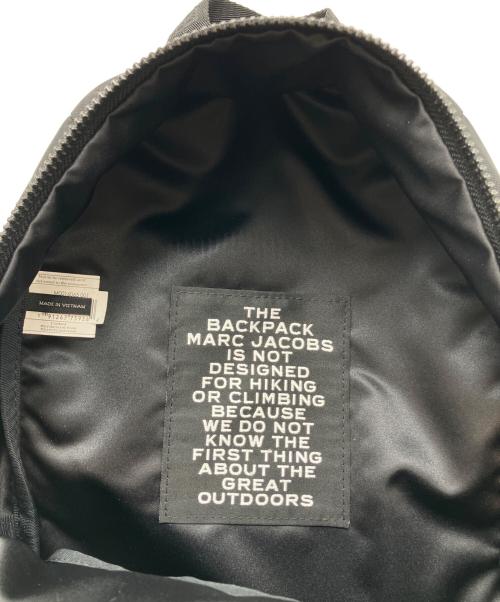 MADE IN VIETNAM
THE
BACKPACK
MARC JACOBS
IS NOT
DESIGNED
FOR HIKING
OR CLIMBING
BECAUSE
WE DO NOT
KNOW THE
FIRST THING
ABOUT THE
GREAT
OUTDOORS